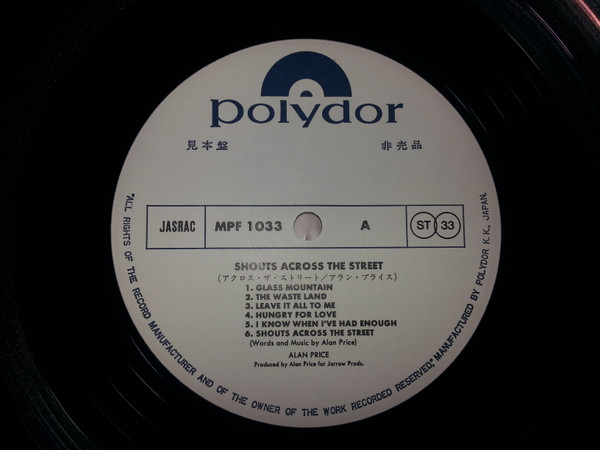 polydor
見本盤 非売品
JASRAC MPF 1033 A ST 33
SHOUTS ACROSS THE STREET
(アクロス・ザ・ストリート/アラン・プライス)
1. GLASS MOUNTAIN
2. THE WASTE LAND
3. LEAVE IT ALL TO ME
4. HUNGRY FOR LOVE
5. I KNOW WHEN I'VE HAD ENOUGH
6. SHOUTS ACROSS THE STREET
(Words and Music by Alan Price)
ALAN PRICE
Produced by Alan Price for Jarrow Prods.
"ALL RIGHTS OF THE RECORD MANUFACTURER AND OF THE OWNER OF THE WORK RECORDED RESERVED," MANUFACTURED BY POLYDOR K. K., JAPAN.